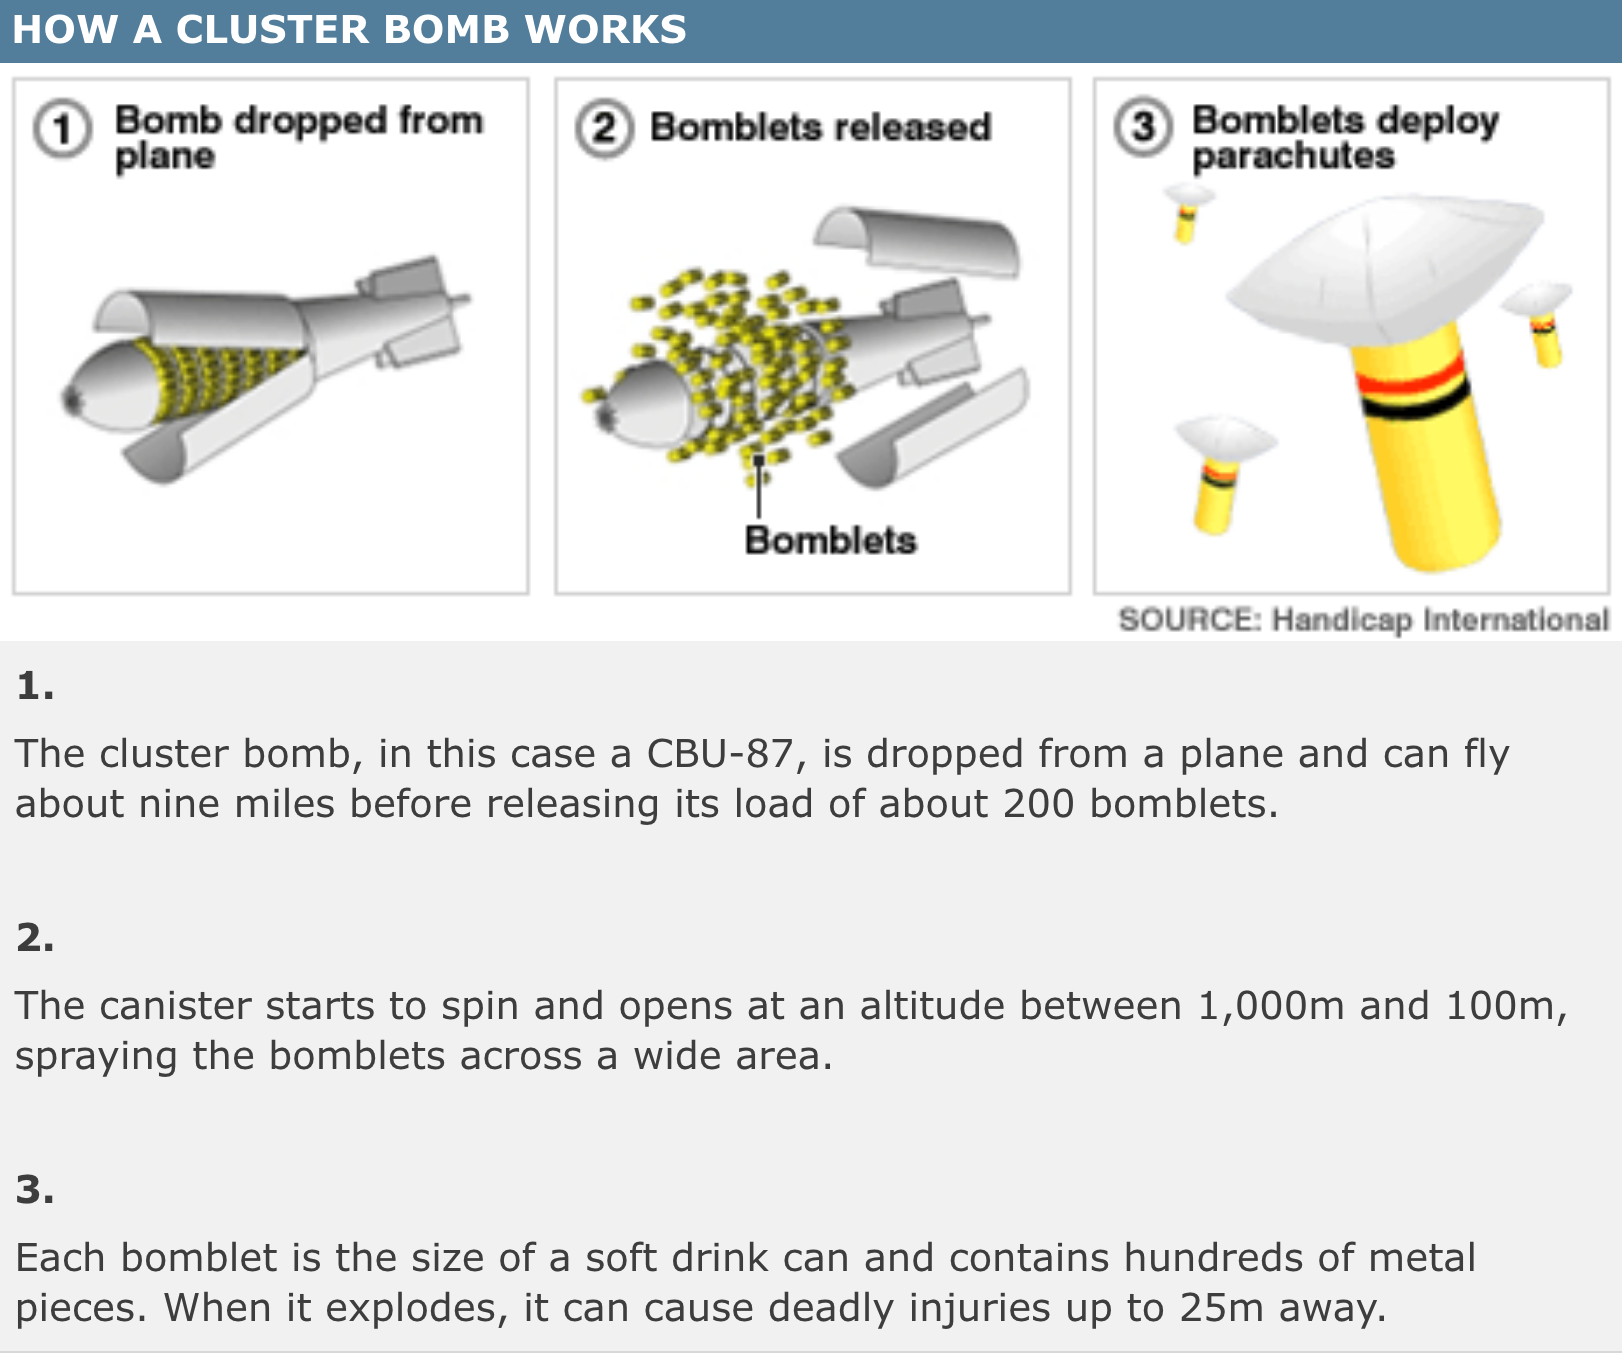 HOW A CLUSTER BOMB WORKS
1 Bomb dropped from
plane
2 Bomblets released
Bomblets
3 Bomblets deploy
parachutes
SOURCE: Handicap International
1.
The cluster bomb, in this case a CBU-87, is dropped from a plane and can fly
about nine miles before releasing its load of about 200 bomblets.
2.
The canister starts to spin and opens at an altitude between 1,000m and 100m,
spraying the bomblets across a wide area.
3.
Each bomblet is the size of a soft drink can and contains hundreds of metal
pieces. When it explodes, it can cause deadly injuries up to 25m away.